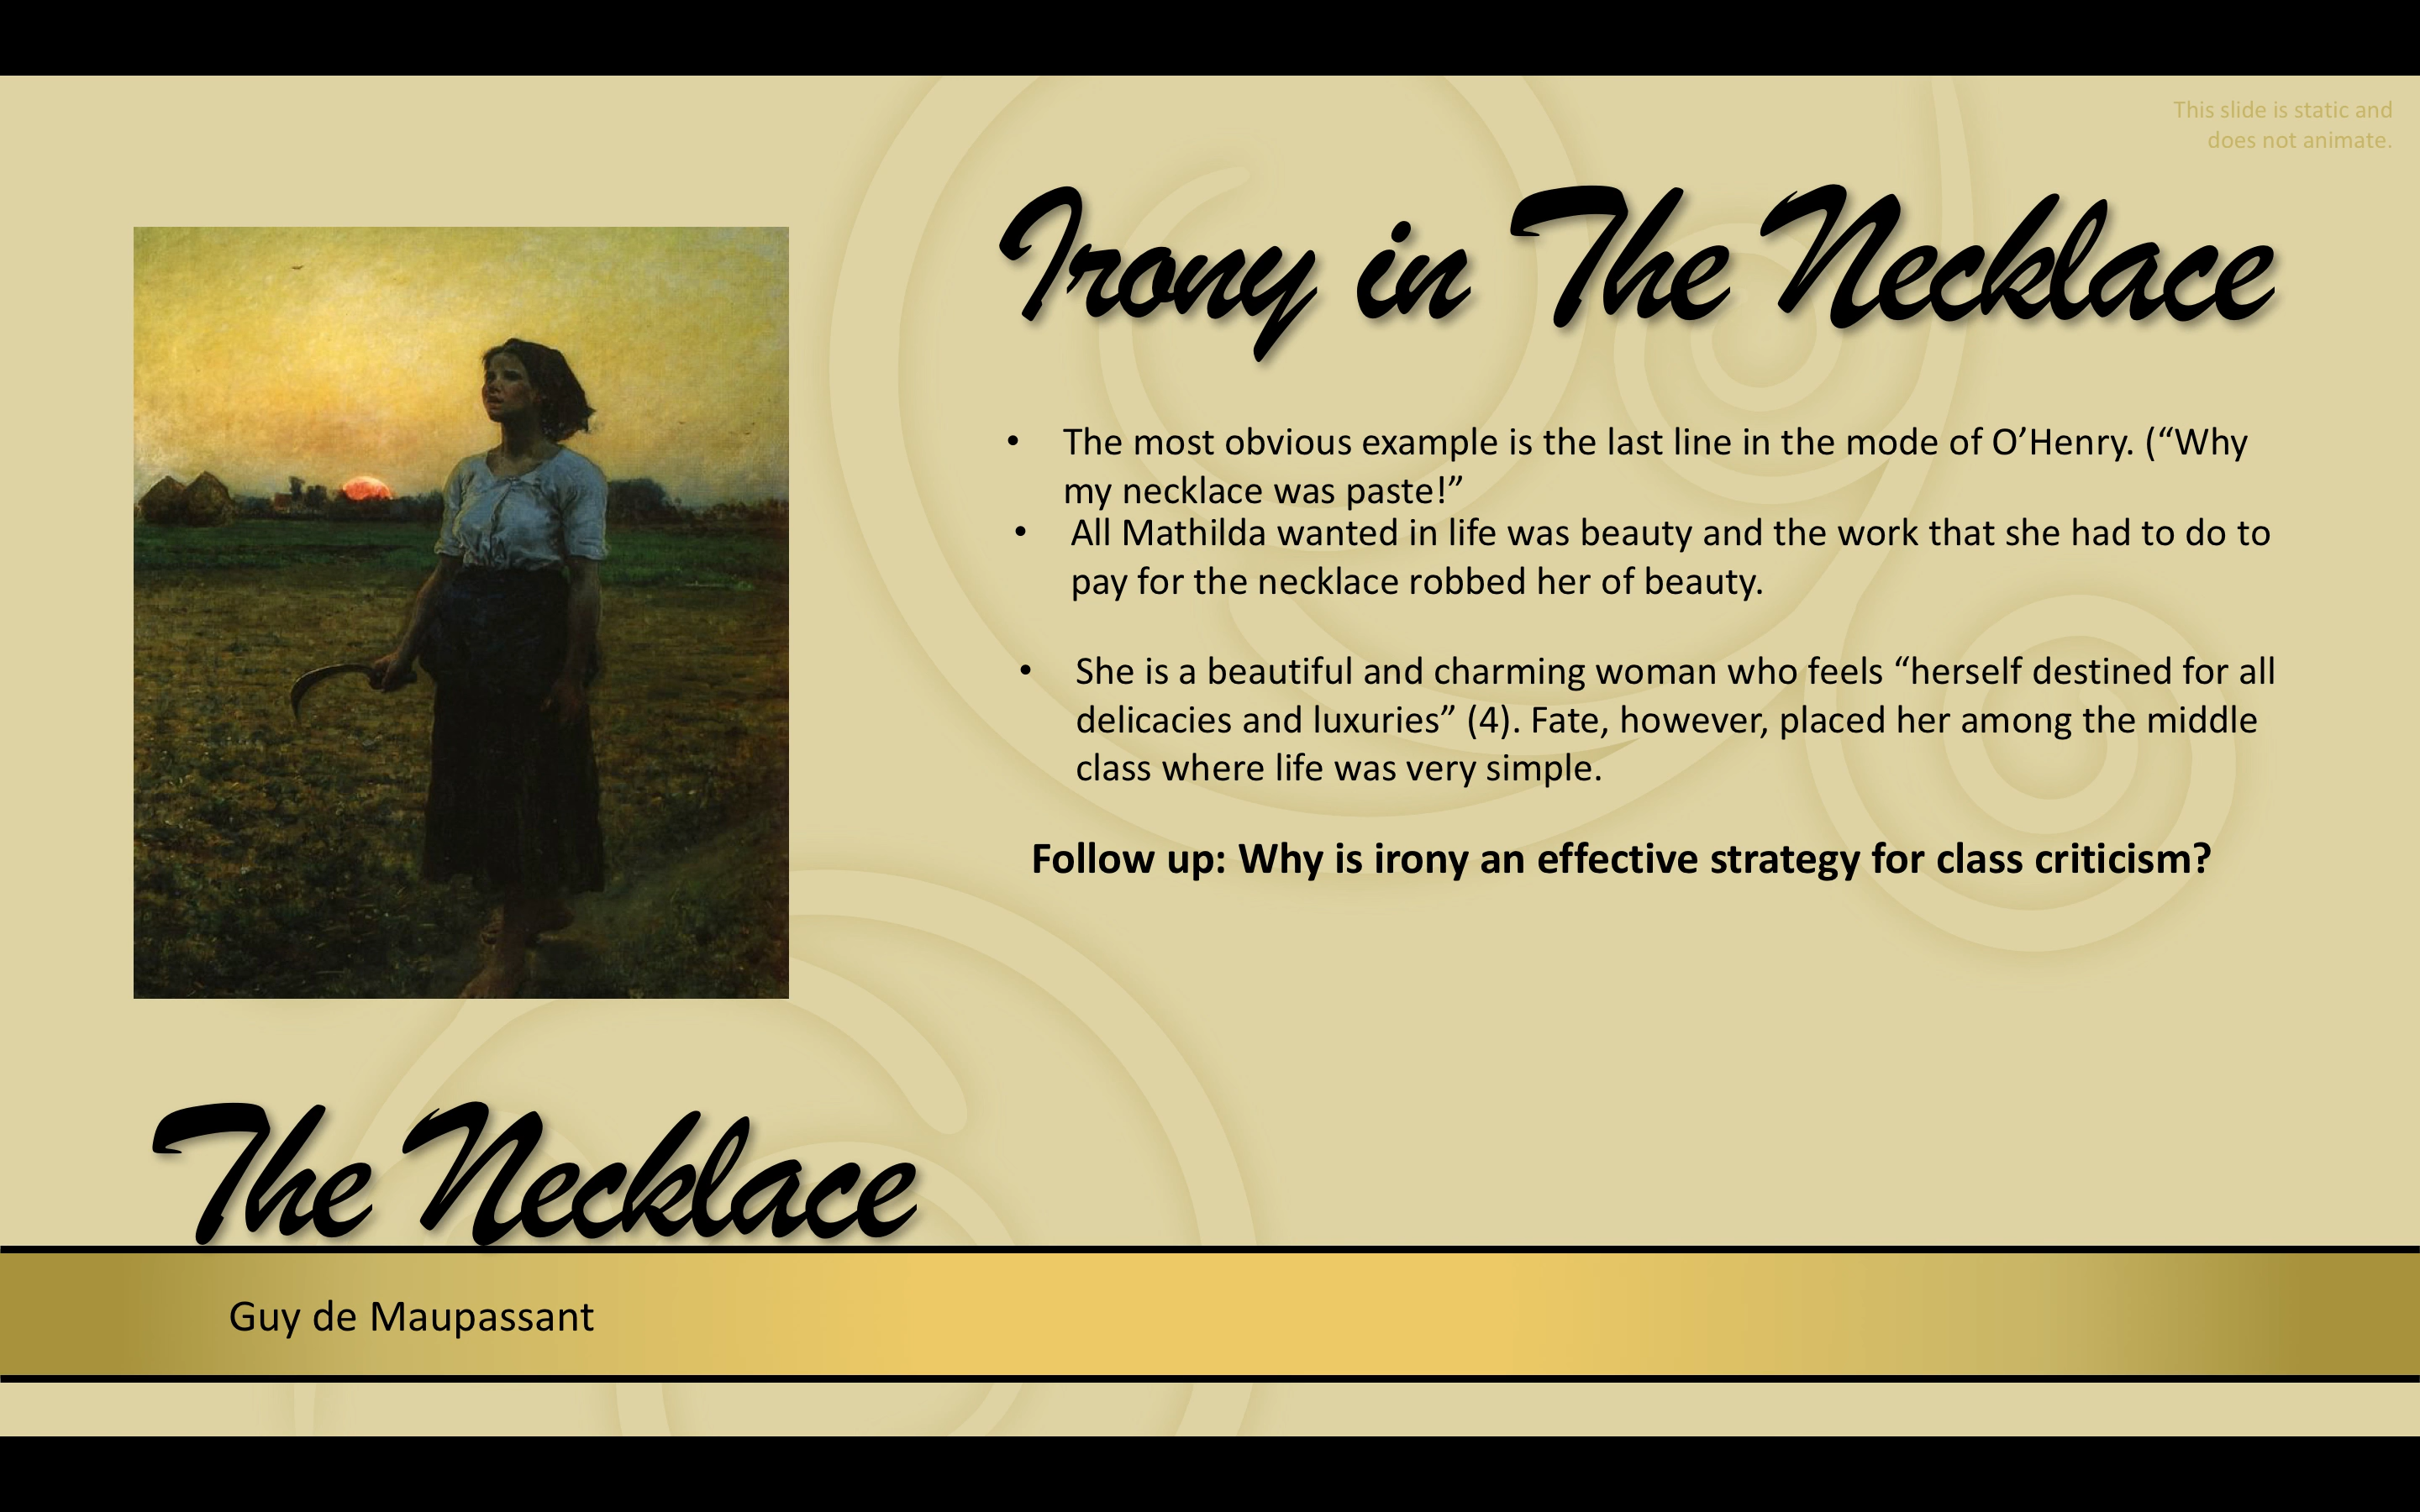 This slide is static and
does not animate.
Irony in The Necklace
• The most obvious example is the last line in the mode of O’Henry. (“Why
my necklace was paste!”
• All Mathilda wanted in life was beauty and the work that she had to do to
pay for the necklace robbed her of beauty.
• She is a beautiful and charming woman who feels “herself destined for all
delicacies and luxuries” (4). Fate, however, placed her among the middle
class where life was very simple.
Follow up: Why is irony an effective strategy for class criticism?
The Necklace
Guy de Maupassant